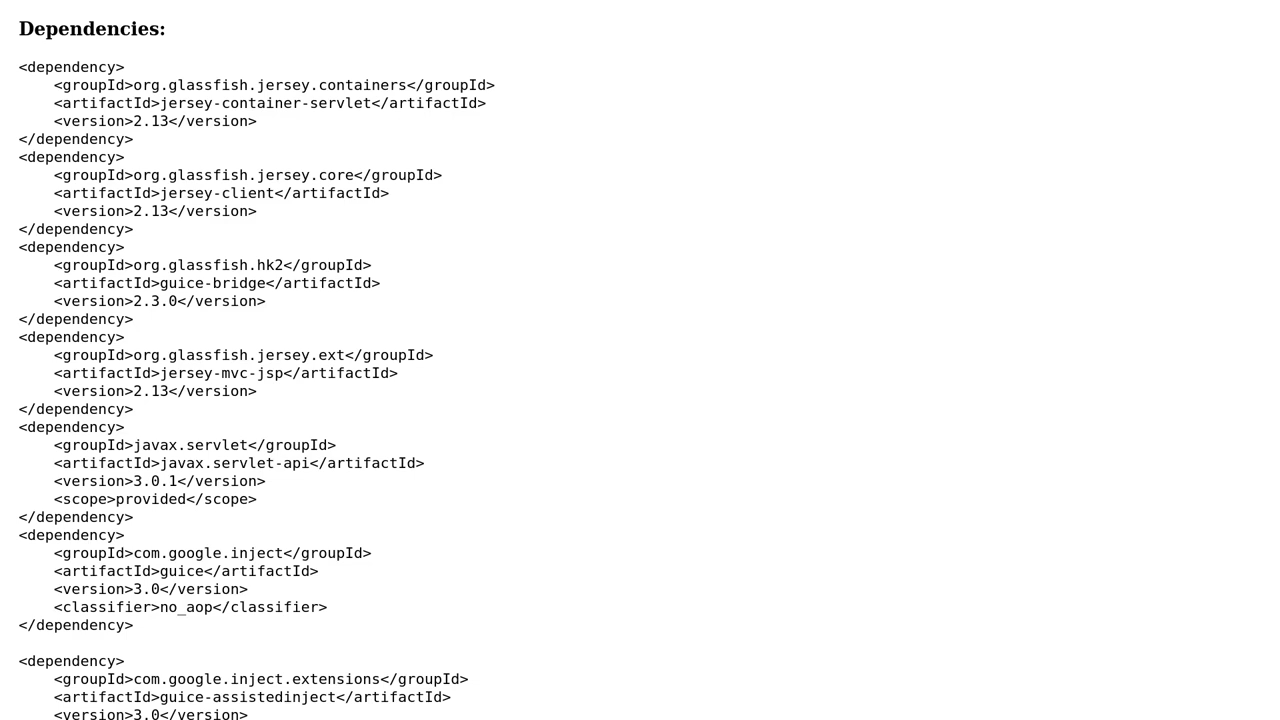 Dependencies:
<dependency>
    <groupId>org.glassfish.jersey.containers</groupId>
    <artifactId>jersey-container-servlet</artifactId>
    <version>2.13</version>
</dependency>
<dependency>
    <groupId>org.glassfish.jersey.core</groupId>
    <artifactId>jersey-client</artifactId>
    <version>2.13</version>
</dependency>
<dependency>
    <groupId>org.glassfish.hk2</groupId>
    <artifactId>guice-bridge</artifactId>
    <version>2.3.0</version>
</dependency>
<dependency>
    <groupId>org.glassfish.jersey.ext</groupId>
    <artifactId>jersey-mvc-jsp</artifactId>
    <version>2.13</version>
</dependency>
<dependency>
    <groupId>javax.servlet</groupId>
    <artifactId>javax.servlet-api</artifactId>
    <version>3.0.1</version>
    <scope>provided</scope>
</dependency>
<dependency>
    <groupId>com.google.inject</groupId>
    <artifactId>guice</artifactId>
    <version>3.0</version>
    <classifier>no_aop</classifier>
</dependency>

<dependency>
    <groupId>com.google.inject.extensions</groupId>
    <artifactId>guice-assistedinject</artifactId>
    <version>3.0</version>